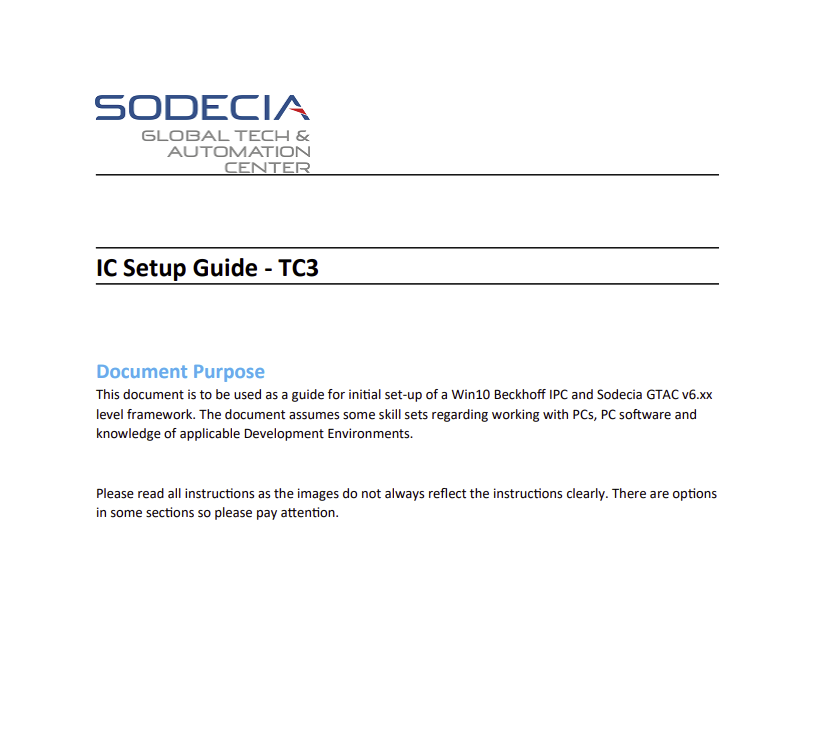 SODECIA
GLOBAL TECH &
AUTOMATION
CENTER
IC Setup Guide - TC3
Document Purpose
This document is to be used as a guide for initial set-up of a Win10 Beckhoff IPC and Sodecia GTAC v6.xx
level framework. The document assumes some skill sets regarding working with PCs, PC software and
knowledge of applicable Development Environments.
Please read all instructions as the images do not always reflect the instructions clearly. There are options
in some sections so please pay attention.